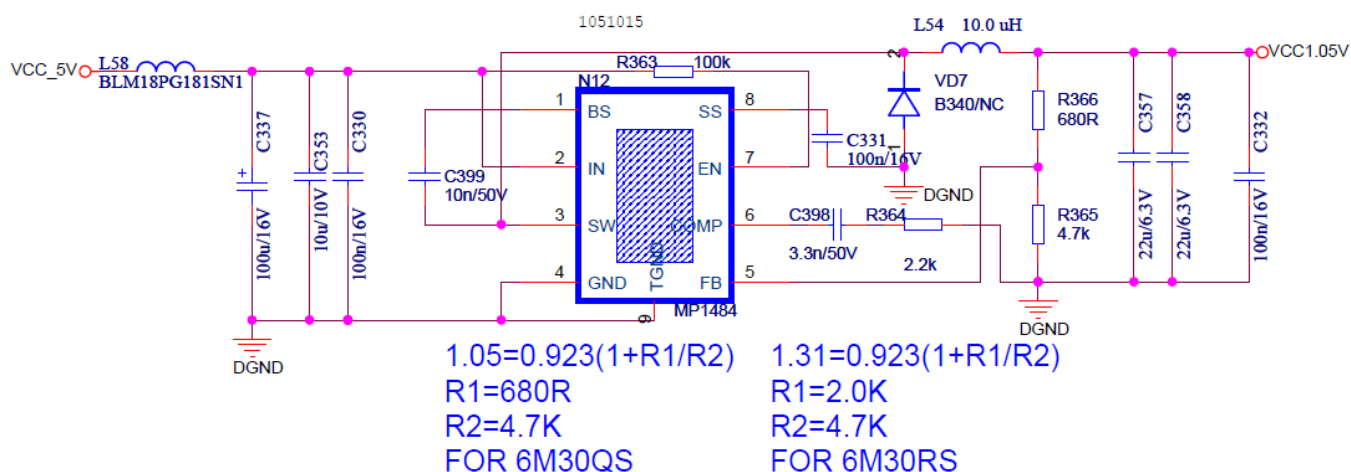 1051015
L54 10.0 uH
VCC_5V
L58
BLM18PG181SN1
VCC1.05V
R363 100k
N12
2
VD7
B340/NC
1
R366
680R
C337
100u/16V
+
C353
10u/10V
C330
100n/16V
C399
10n/50V
1 BS SS 8
2 IN EN 7
3 SW COMP 6
4 GND FB 5
TGND
9
MP1484
C331
100n/16V
DGND
C398 R364
3.3n/50V 2.2k
R365
4.7k
C357
22u/6.3V
C358
22u/6.3V
C332
100n/16V
DGND
DGND
1.05=0.923(1+R1/R2)
R1=680R
R2=4.7K
FOR 6M30QS
1.31=0.923(1+R1/R2)
R1=2.0K
R2=4.7K
FOR 6M30RS